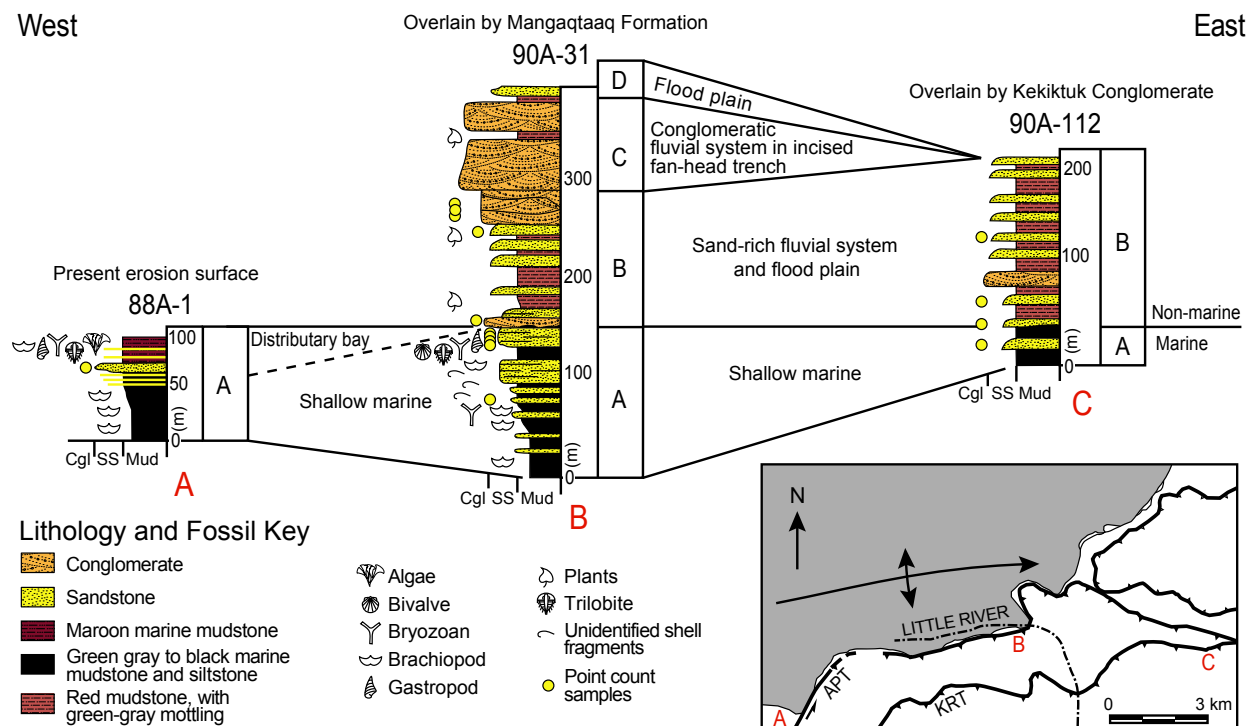 West
East
Overlain by Mangaqtaaq Formation
90A-31
Overlain by Kekiktuk Conglomerate
90A-112
Present erosion surface
88A-1
D
C
B
A
Flood plain
Conglomeratic
fluvial system in incised
fan-head trench
Sand-rich fluvial system
and flood plain
Distributary bay
Shallow marine
Shallow marine
Non-marine
Marine
100
50
0
(m)
A
Cgl
SS
Mud
A
300
200
100
0
(m)
Cgl
SS
Mud
B
200
100
0
(m)
B
A
Cgl
SS
Mud
C
Lithology and Fossil Key
Conglomerate
Sandstone
Maroon marine mudstone
Green gray to black marine
mudstone and siltstone
Red mudstone, with
green-gray mottling
Algae
Bivalve
Bryozoan
Brachiopod
Gastropod
Plants
Trilobite
Unidentified shell
fragments
Point count
samples
N
LITTLE RIVER
B
C
APT
KRT
A
0
3 km